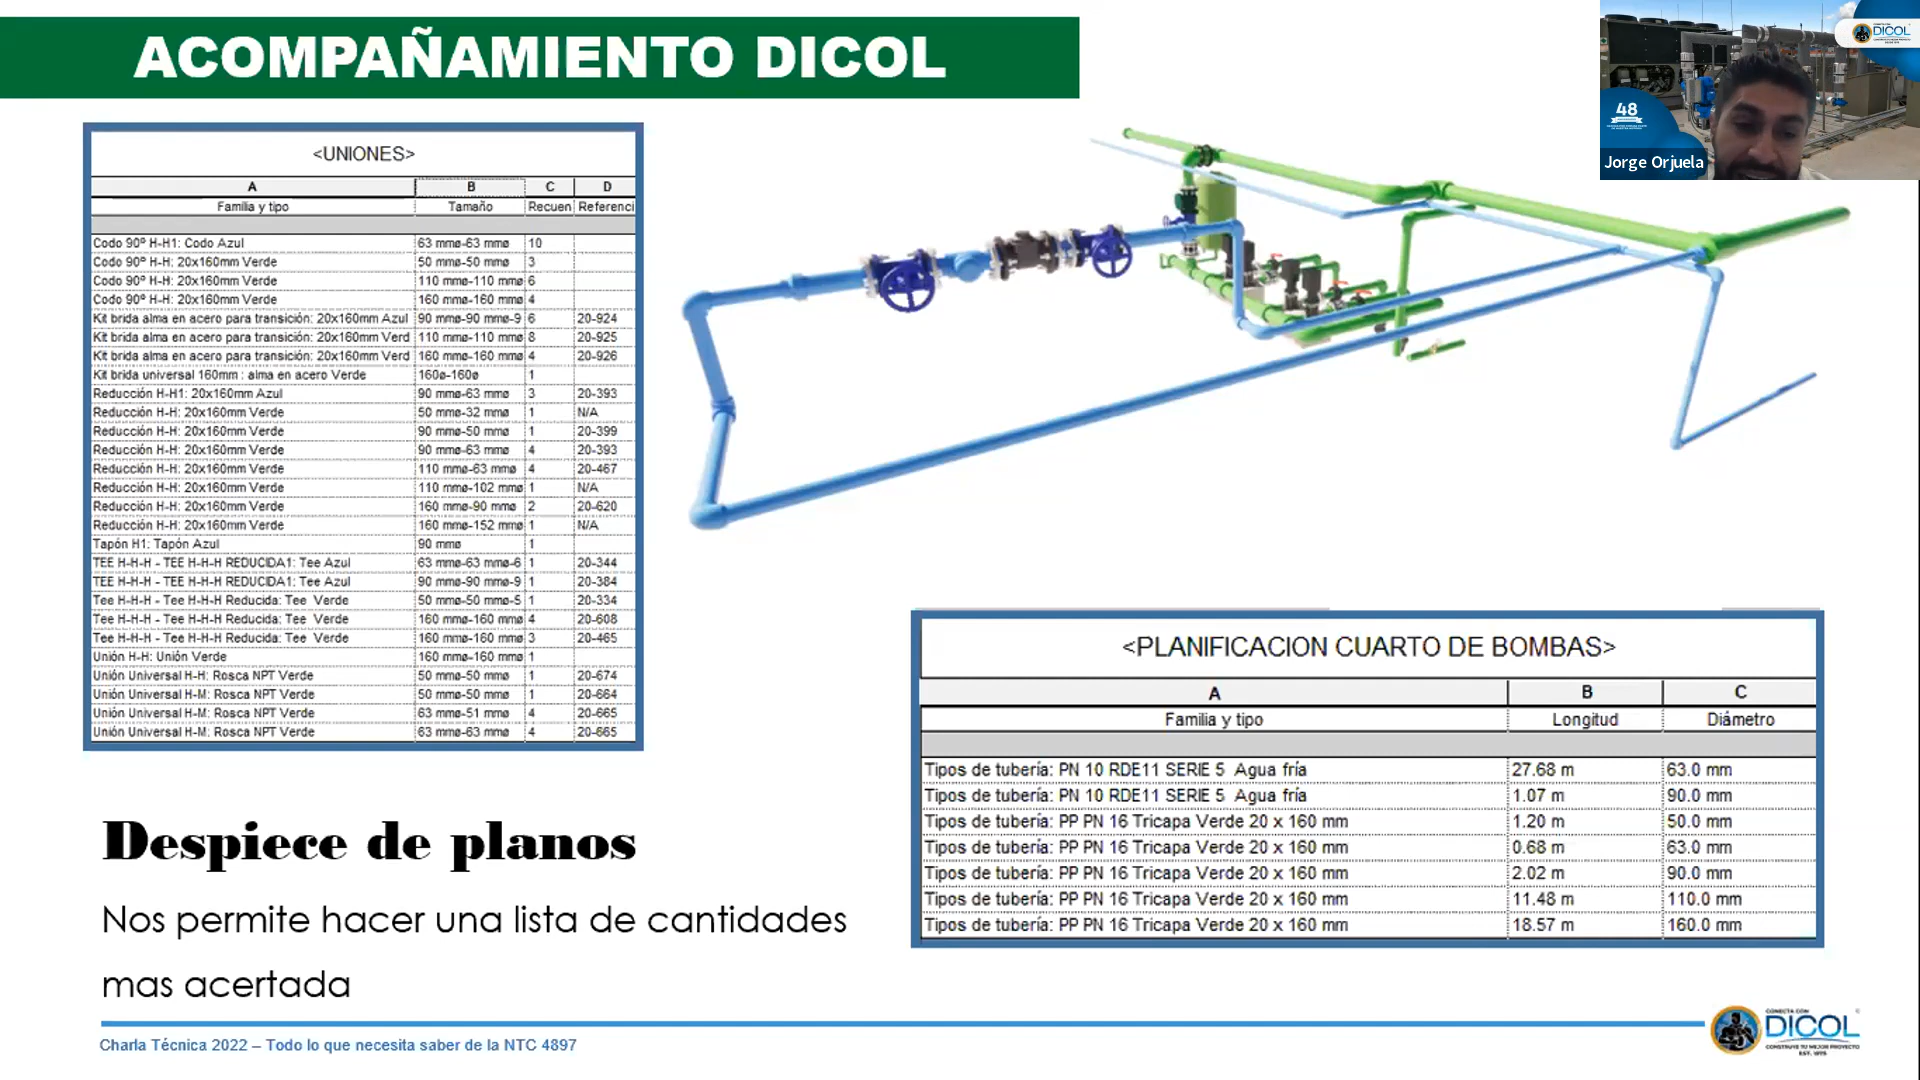 ACOMPAÑAMIENTO DICOL
DICOL
48
Jorge Orjuela
<UNIONES>
A B C D
Familia y tipo Tamaño Recuen Referenci
Codo 90º H-H1: Codo Azul 63 mmø-63 mmø 10
Codo 90º H-H: 20x160mm Verde 50 mmø-50 mmø 3
Codo 90º H-H: 20x160mm Verde 110 mmø-110 mmø 6
Codo 90º H-H: 20x160mm Verde 160 mmø-160 mmø 4
Kit brida alma en acero para transición: 20x160mm Azul 90 mmø-90 mmø-9 6 20-924
Kit brida alma en acero para transición: 20x160mm Verd 110 mmø-110 mmø 8 20-925
Kit brida alma en acero para transición: 20x160mm Verd 160 mmø-160 mmø 4 20-926
Kit brida universal 160mm : alma en acero Verde 160ø-160ø 1
Reducción H-H1: 20x160mm Azul 90 mmø-63 mmø 3 20-393
Reducción H-H: 20x160mm Verde 50 mmø-32 mmø 1 N/A
Reducción H-H: 20x160mm Verde 90 mmø-50 mmø 1 20-399
Reducción H-H: 20x160mm Verde 90 mmø-63 mmø 4 20-393
Reducción H-H: 20x160mm Verde 110 mmø-63 mmø 4 20-467
Reducción H-H: 20x160mm Verde 110 mmø-102 mmø 1 N/A
Reducción H-H: 20x160mm Verde 160 mmø-90 mmø 2 20-620
Reducción H-H: 20x160mm Verde 160 mmø-152 mmø 1 N/A
Tapón H1: Tapón Azul 90 mmø 1
TEE H-H-H - TEE H-H-H REDUCIDA1: Tee Azul 63 mmø-63 mmø-6 1 20-344
TEE H-H-H - TEE H-H-H REDUCIDA1: Tee Azul 90 mmø-90 mmø-9 1 20-384
Tee H-H-H - Tee H-H-H Reducida: Tee Verde 50 mmø-50 mmø-5 1 20-334
Tee H-H-H - Tee H-H-H Reducida: Tee Verde 160 mmø-160 mmø 4 20-608
Tee H-H-H - Tee H-H-H Reducida: Tee Verde 160 mmø-160 mmø 3 20-465
Unión H-H: Unión Verde 160 mmø-160 mmø 1
Unión Universal H-H: Rosca NPT Verde 50 mmø-50 mmø 1 20-674
Unión Universal H-M: Rosca NPT Verde 50 mmø-50 mmø 1 20-664
Unión Universal H-M: Rosca NPT Verde 63 mmø-51 mmø 4 20-665
Unión Universal H-M: Rosca NPT Verde 63 mmø-63 mmø 4 20-665
<PLANIFICACION CUARTO DE BOMBAS>
A B C
Familia y tipo Longitud Diámetro
Tipos de tubería: PN 10 RDE11 SERIE 5 Agua fría 27.68 m 63.0 mm
Tipos de tubería: PN 10 RDE11 SERIE 5 Agua fría 1.07 m 90.0 mm
Tipos de tubería: PP PN 16 Tricapa Verde 20 x 160 mm 1.20 m 50.0 mm
Tipos de tubería: PP PN 16 Tricapa Verde 20 x 160 mm 0.68 m 63.0 mm
Tipos de tubería: PP PN 16 Tricapa Verde 20 x 160 mm 2.02 m 90.0 mm
Tipos de tubería: PP PN 16 Tricapa Verde 20 x 160 mm 11.48 m 110.0 mm
Tipos de tubería: PP PN 16 Tricapa Verde 20 x 160 mm 18.57 m 160.0 mm
Despiece de planos
Nos permite hacer una lista de cantidades
mas acertada
Charla Técnica 2022 – Todo lo que necesita saber de la NTC 4897
CONECTA CON
DICOL
CONSTRUYE TU MEJOR PROYECTO
EST. 1975